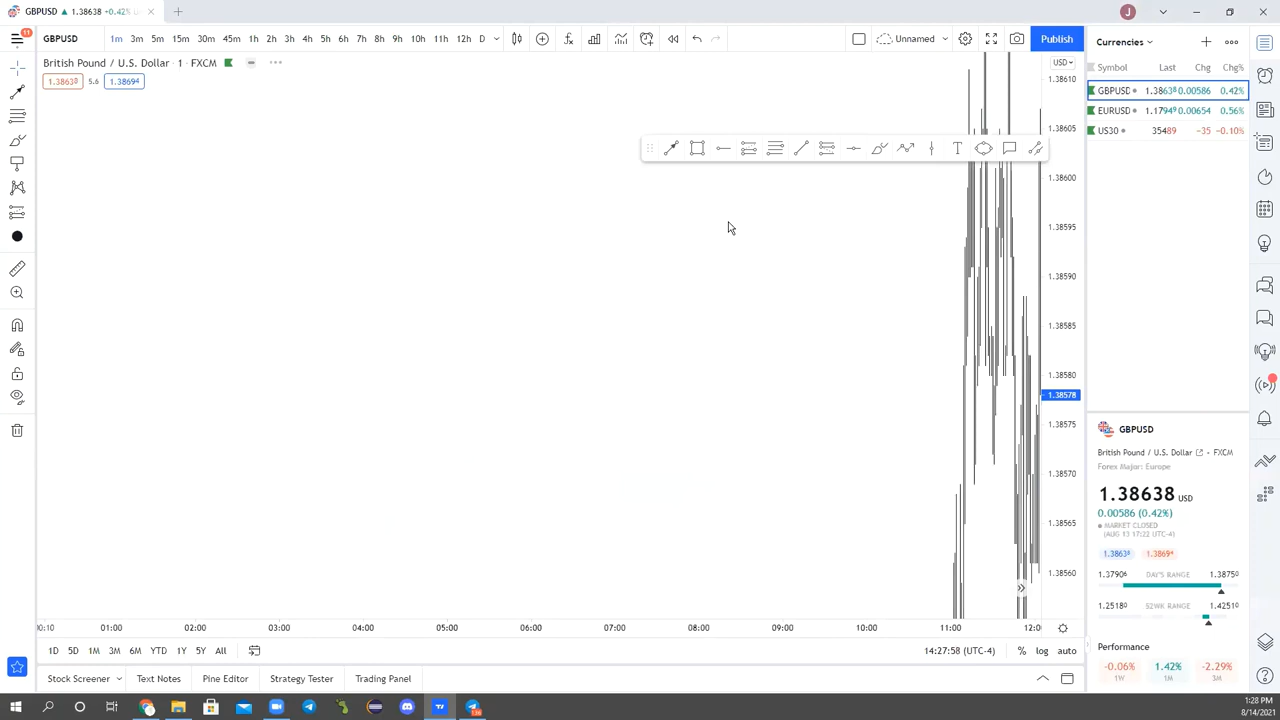 GBPUSD ▲ 1.38638 +0.42%
J
11
GBPUSD 1m 3m 5m 15m 30m 45m 1h 2h 3h 4h 5h 6h 7h 8h 9h 10h 11h 12h D
Unnamed
Publish
British Pound / U.S. Dollar · 1 · FXCM
1.38638 5.6 1.38694
USD
1.38610
1.38605
1.38600
1.38595
1.38590
1.38585
1.38580
1.38578
1.38575
1.38570
1.38565
1.38560
T
Currencies
Symbol Last Chg Chg%
GBPUSD 1.38638 0.00586 0.42%
EURUSD 1.17949 0.00654 0.56%
US30 35489 -35 -0.10%
GBPUSD
British Pound / U.S. Dollar • FXCM
Forex Major: Europe
1.38638 USD
0.00586 (0.42%)
MARKET CLOSED
(AUG 13 17:22 UTC-4)
1.38638 1.38694
1.37906 DAY'S RANGE 1.38750
1.25180 52WK RANGE 1.42510
Performance
-0.06% 1.42% -2.29%
1W 1M 3M
00:10 01:00 02:00 03:00 04:00 05:00 06:00 07:00 08:00 09:00 10:00 11:00 12:0
1D 5D 1M 3M 6M YTD 1Y 5Y All
14:27:58 (UTC-4) % log auto
Stock Screener Text Notes Pine Editor Strategy Tester Trading Panel
1:28 PM
8/14/2021